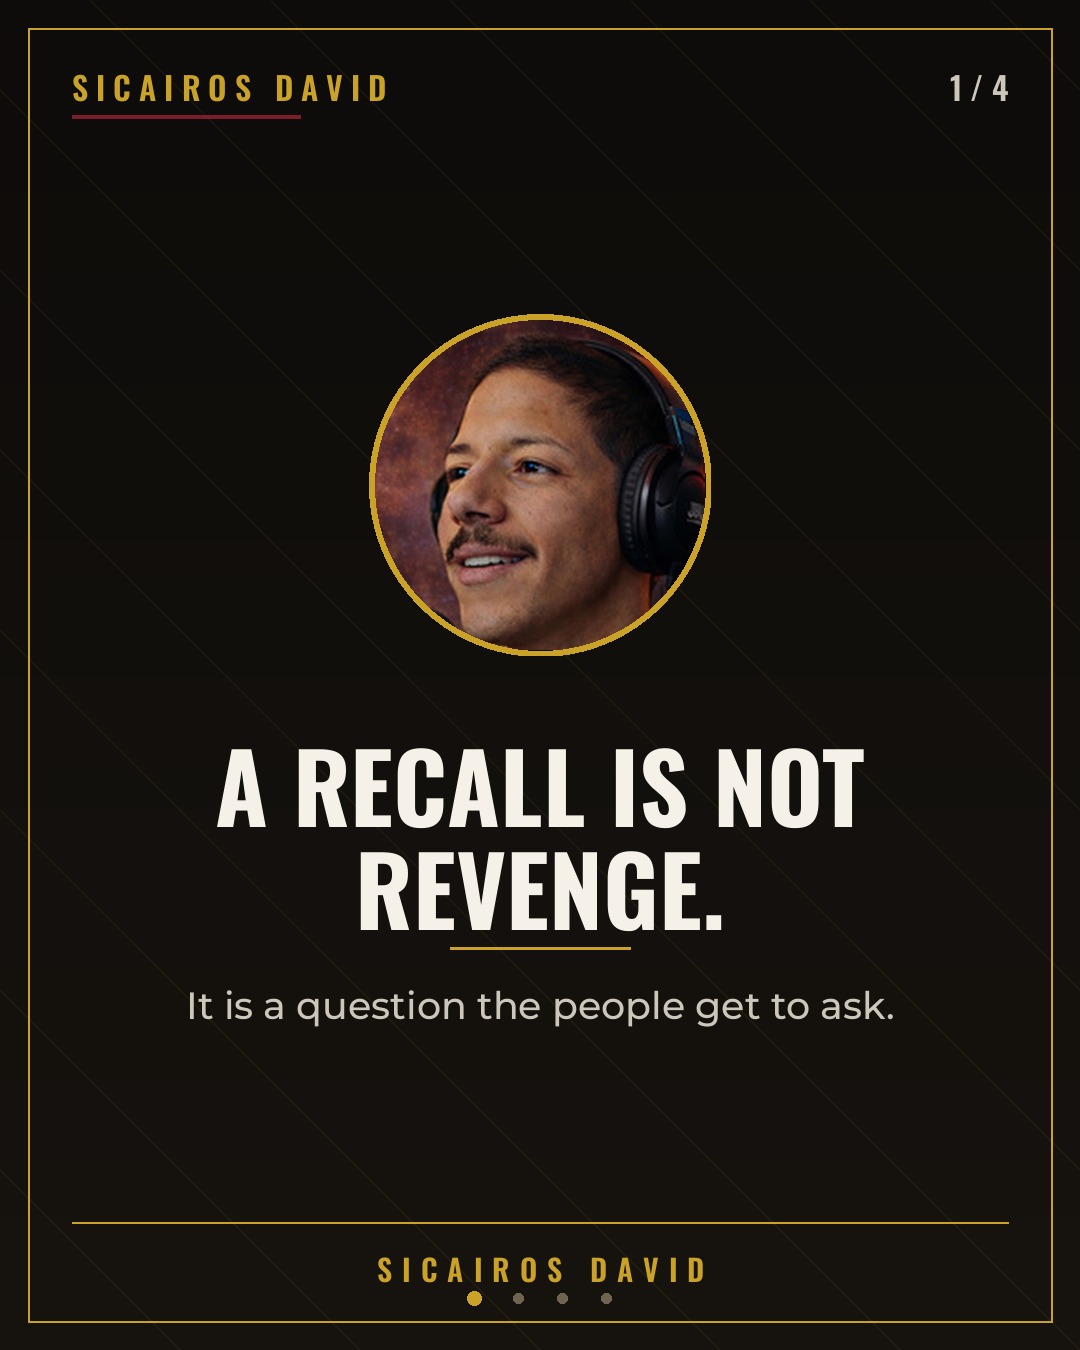 SICAIROS DAVID
1 / 4
A RECALL IS NOT
REVENGE.
It is a question the people get to ask.
SICAIROS DAVID